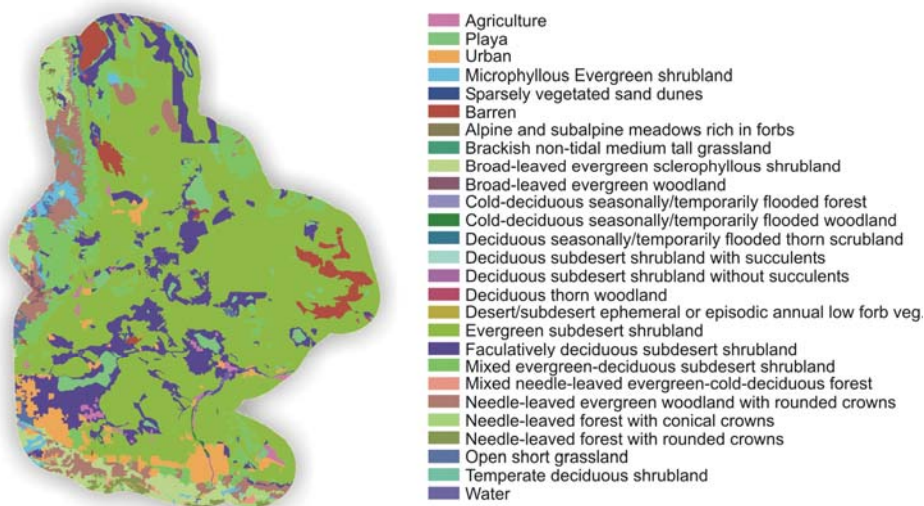 Agriculture
Playa
Urban
Microphyllous Evergreen shrubland
Sparsely vegetated sand dunes
Barren
Alpine and subalpine meadows rich in forbs
Brackish non-tidal medium tall grassland
Broad-leaved evergreen sclerophyllous shrubland
Broad-leaved evergreen woodland
Cold-deciduous seasonally/temporarily flooded forest
Cold-deciduous seasonally/temporarily flooded woodland
Deciduous seasonally/temporarily flooded thorn scrubland
Deciduous subdesert shrubland with succulents
Deciduous subdesert shrubland without succulents
Deciduous thorn woodland
Desert/subdesert ephemeral or episodic annual low forb veg.
Evergreen subdesert shrubland
Faculatively deciduous subdesert shrubland
Mixed evergreen-deciduous subdesert shrubland
Mixed needle-leaved evergreen-cold-deciduous forest
Needle-leaved evergreen woodland with rounded crowns
Needle-leaved forest with conical crowns
Needle-leaved forest with rounded crowns
Open short grassland
Temperate deciduous shrubland
Water